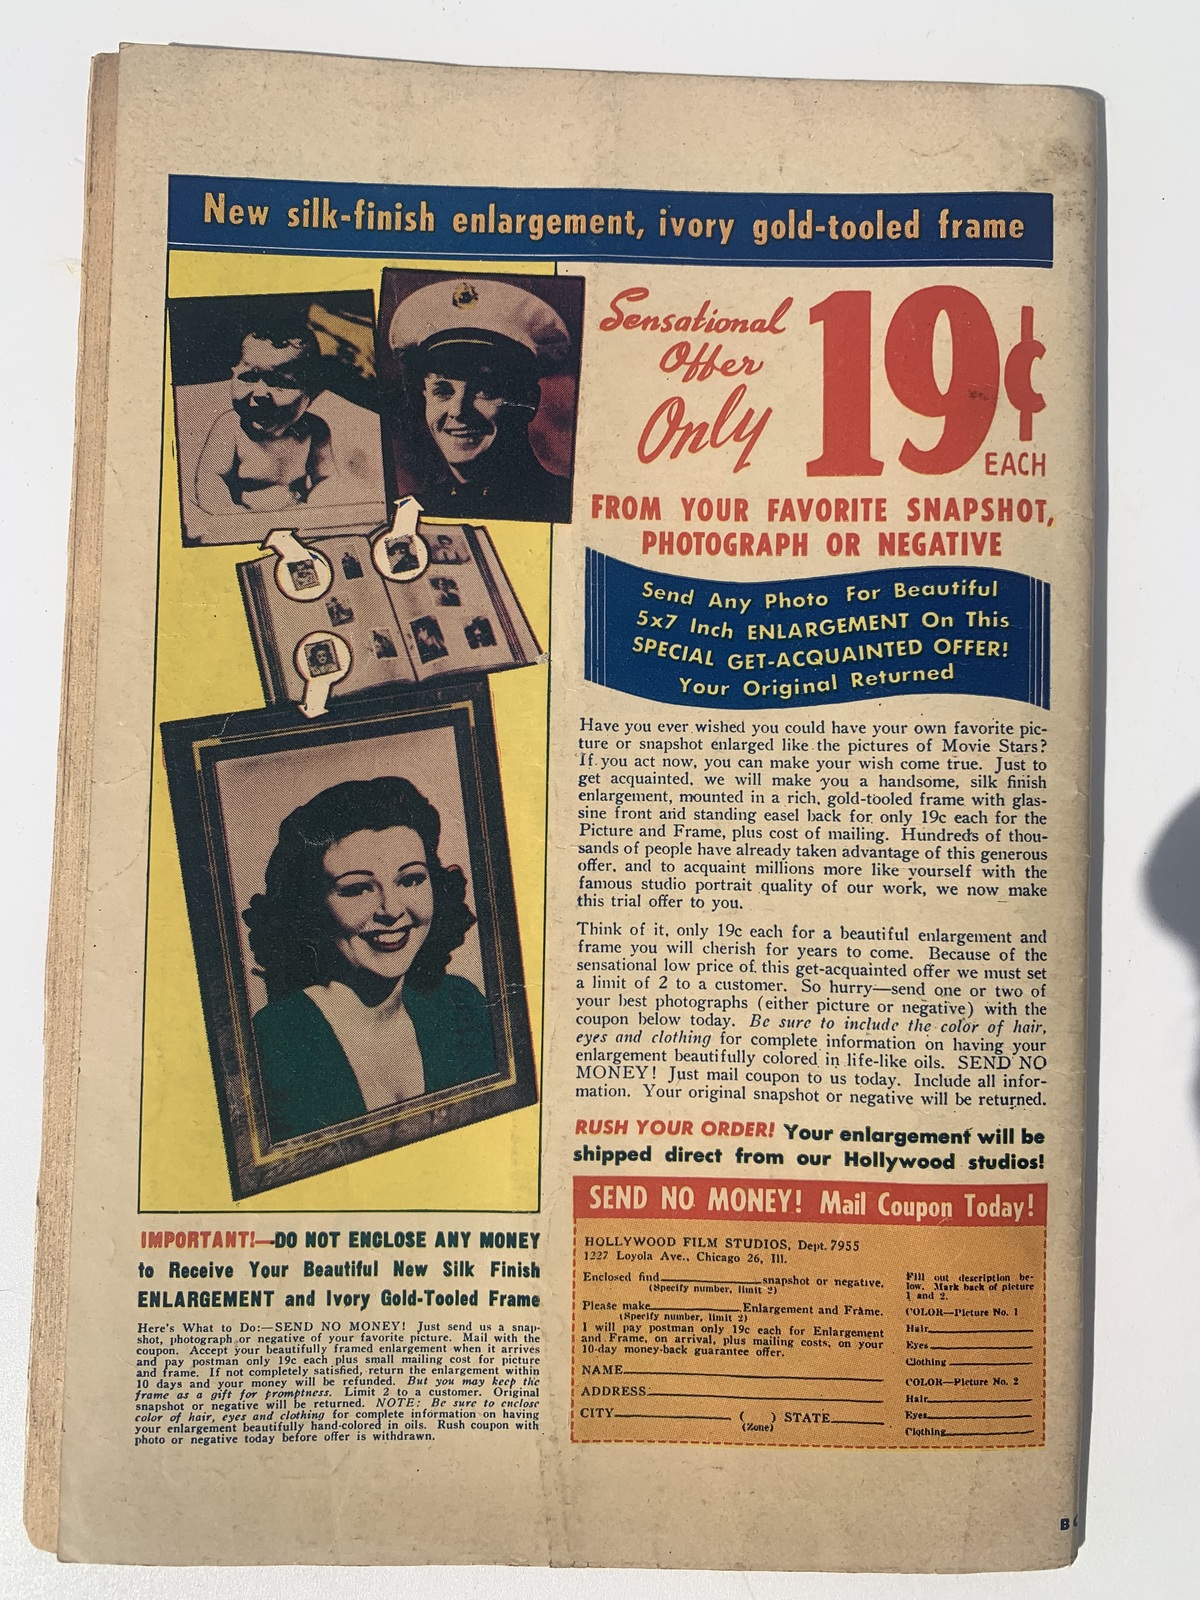 New silk-finish enlargement, ivory gold-tooled frame
Sensational
Offer
Only
19¢
EACH
FROM YOUR FAVORITE SNAPSHOT,
PHOTOGRAPH OR NEGATIVE
Send Any Photo For Beautiful
5x7 Inch ENLARGEMENT On This
SPECIAL GET-ACQUAINTED OFFER!
Your Original Returned
Have you ever wished you could have your own favorite pic-
ture or snapshot enlarged like the pictures of Movie Stars?
If you act now, you can make your wish come true. Just to
get acquainted, we will make you a handsome, silk finish
enlargement, mounted in a rich, gold-tooled frame with glas-
sine front and standing easel back for only 19c each for the
Picture and Frame, plus cost of mailing. Hundreds of thou-
sands of people have already taken advantage of this generous
offer, and to acquaint millions more like yourself with the
famous studio portrait quality of our work, we now make
this trial offer to you.
Think of it, only 19c each for a beautiful enlargement and
frame you will cherish for years to come. Because of the
sensational low price of this get-acquainted offer we must set
a limit of 2 to a customer. So hurry—send one or two of
your best photographs (either picture or negative) with the
coupon below today. Be sure to include the color of hair,
eyes and clothing for complete information on having your
enlargement beautifully colored in life-like oils. SEND NO
MONEY! Just mail coupon to us today. Include all infor-
mation. Your original snapshot or negative will be returned.
RUSH YOUR ORDER! Your enlargement will be
shipped direct from our Hollywood studios!
IMPORTANT!—DO NOT ENCLOSE ANY MONEY
to Receive Your Beautiful New Silk Finish
ENLARGEMENT and Ivory Gold-Tooled Frame
Here's What to Do:—SEND NO MONEY! Just send us a snap-
shot, photograph or negative of your favorite picture. Mail with the
coupon. Accept your beautifully framed enlargement when it arrives
and pay postman only 19c each plus small mailing cost for picture
and frame. If not completely satisfied, return the enlargement within
10 days and your money will be refunded. But you may keep the
frame as a gift for promptness. Limit 2 to a customer. Original
snapshot or negative will be returned. NOTE: Be sure to enclose
color of hair, eyes and clothing for complete information on having
your enlargement beautifully hand-colored in oils. Rush coupon with
photo or negative today before offer is withdrawn.
SEND NO MONEY! Mail Coupon Today!
HOLLYWOOD FILM STUDIOS, Dept. 7955
1227 Loyola Ave., Chicago 26, Ill.
Enclosed find snapshot or negative.
(Specify number, limit 2)
Please make Enlargement and Frame.
(Specify number, limit 2)
I will pay postman only 19c each for Enlargement
and Frame, on arrival, plus mailing costs, on your
10-day money-back guarantee offer.
NAME
ADDRESS
CITY ( ) STATE
(Zone)
Fill out description be-
low. Mark back of picture
1 and 2.
COLOR—Picture No. 1
Hair
Eyes
Clothing
COLOR—Picture No. 2
Hair
Eyes
Clothing
B